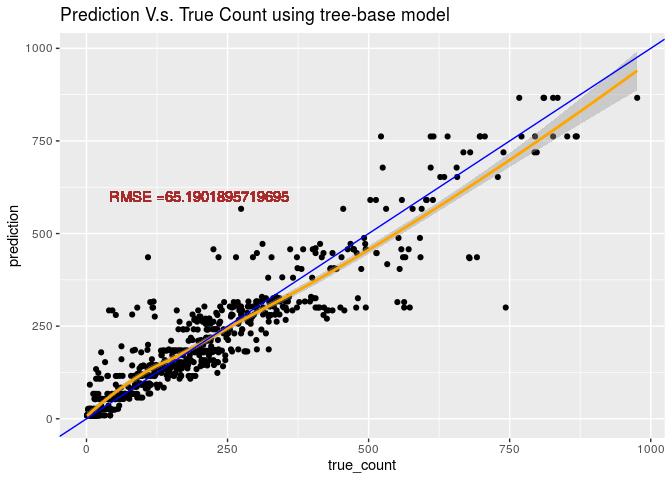 Prediction V.s. True Count using tree-base model
1000
750
RMSE =65.1901895719695
500
250
0
prediction
0 250 500 750 1000
true_count